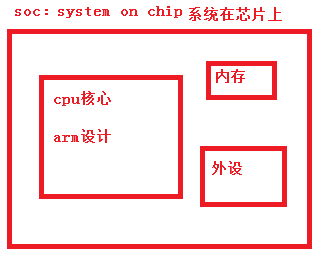 soc：system on chip 系统在芯片上
cpu核心
arm设计
内存
外设